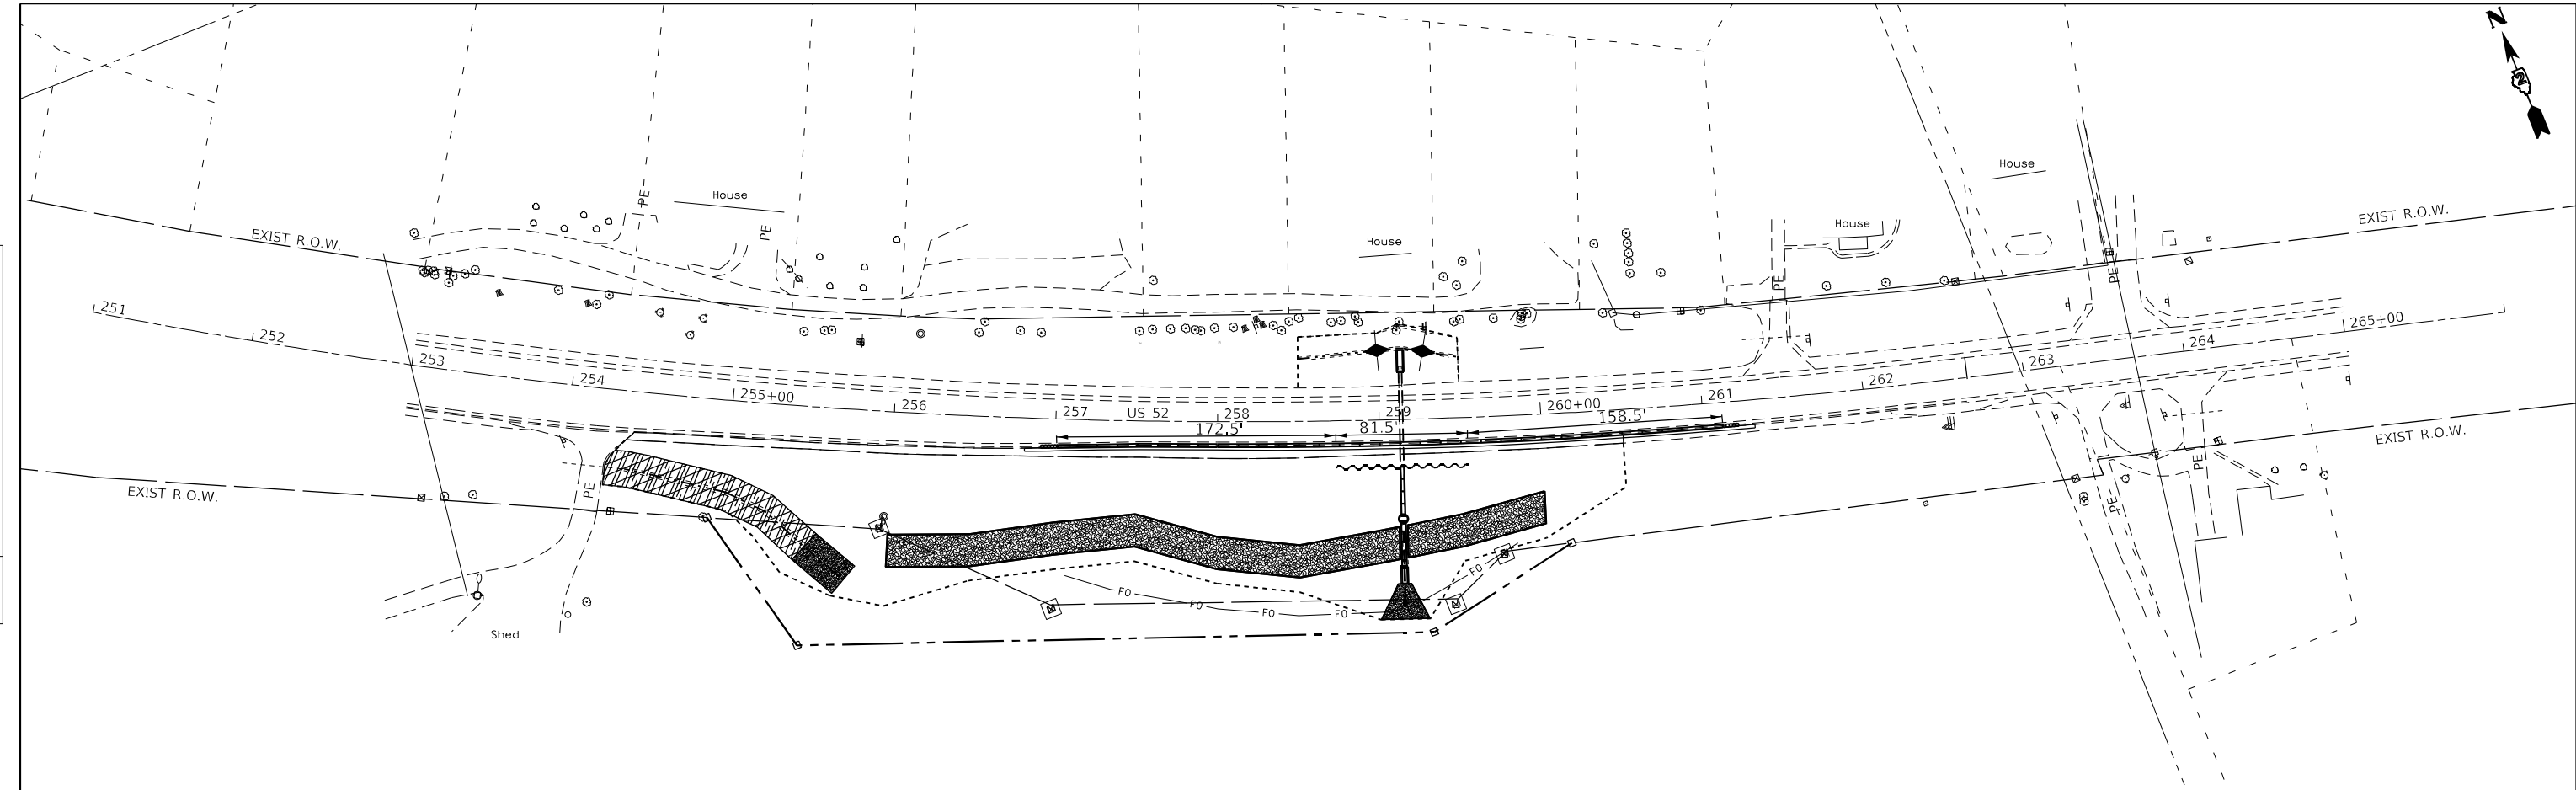 N
2
House
House
House
House
PE
PE
PE
PE
EXIST R.O.W.
EXIST R.O.W.
251
252
253
254
255+00
256
257
US 52
258
259
260+00
261
262
263
264
265+00
172.5'
81.5'
158.5'
EXIST R.O.W.
EXIST R.O.W.
PE
PE
PE
FO
FO
FO
FO
FO
Shed